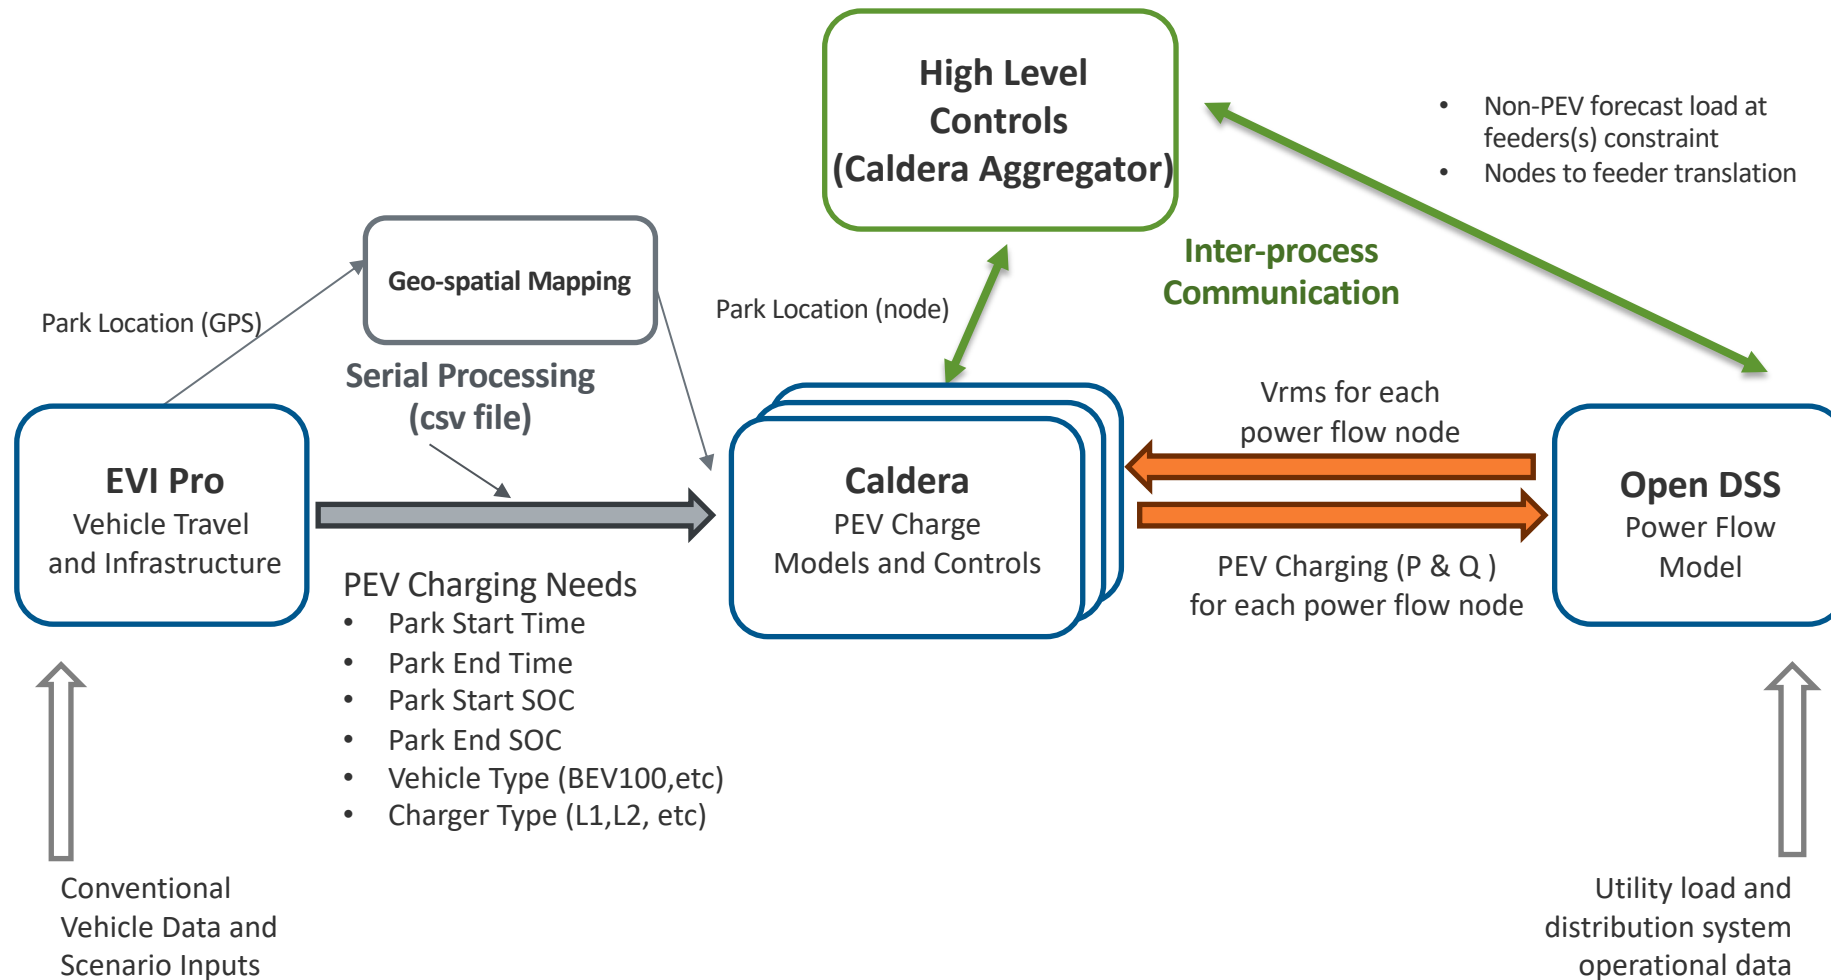 High Level
Controls
(Caldera Aggregator)
• Non-PEV forecast load at
feeders(s) constraint
• Nodes to feeder translation
Inter-process
Communication
Geo-spatial Mapping
Park Location (GPS)
Park Location (node)
Serial Processing
(csv file)
EVI Pro
Vehicle Travel
and Infrastructure
Caldera
PEV Charge
Models and Controls
Vrms for each
power flow node
PEV Charging (P & Q )
for each power flow node
Open DSS
Power Flow
Model
PEV Charging Needs
• Park Start Time
• Park End Time
• Park Start SOC
• Park End SOC
• Vehicle Type (BEV100,etc)
• Charger Type (L1,L2, etc)
Conventional
Vehicle Data and
Scenario Inputs
Utility load and
distribution system
operational data